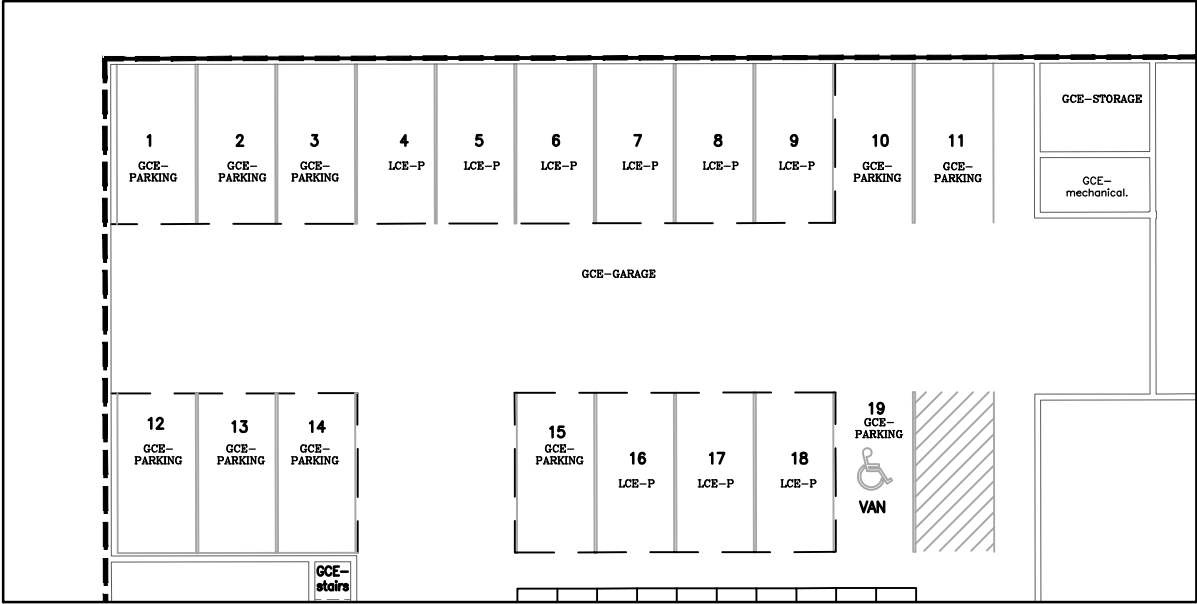 1
GCE-
PARKING
2
GCE-
PARKING
3
GCE-
PARKING
4
LCE-P
5
LCE-P
6
LCE-P
7
LCE-P
8
LCE-P
9
LCE-P
10
GCE-
PARKING
11
GCE-
PARKING
GCE-STORAGE
GCE-
mechanical.
GCE-GARAGE
12
GCE-
PARKING
13
GCE-
PARKING
14
GCE-
PARKING
15
GCE-
PARKING
16
LCE-P
17
LCE-P
18
LCE-P
19
GCE-
PARKING
VAN
GCE-
stairs